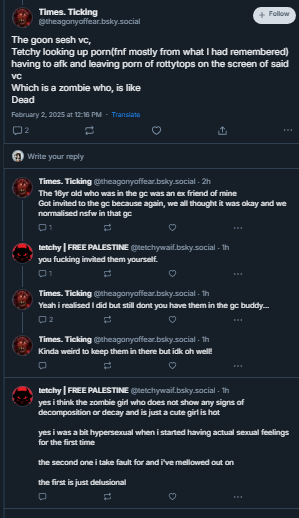 Times. Ticking
@theagonyoffear.bsky.social
+ Follow
The goon sesh vc,
Tetchy looking up porn(fnf mostly from what I had remembered)
having to afk and leaving porn of rottytops on the screen of said
vc
Which is a zombie who, is like
Dead
February 2, 2025 at 12:16 PM · Translate
2
Write your reply
Times. Ticking @theagonyoffear.bsky.social · 2h
The 16yr old who was in the gc was an ex friend of mine
Got invited to the gc because again, we all thought it was okay and we
normalised nsfw in that gc
1
tetchy | FREE PALESTINE @tetchywaif.bsky.social · 1h
you fucking invited them yourself.
1
Times. Ticking @theagonyoffear.bsky.social · 1h
Yeah i realised I did but still dont you have them in the gc buddy...
2
Times. Ticking @theagonyoffear.bsky.social · 1h
Kinda weird to keep them in there but idk oh well!
tetchy | FREE PALESTINE @tetchywaif.bsky.social · 1h
yes i think the zombie girl who does not show any signs of
decomposition or decay and is just a cute girl is hot
yes i was a bit hypersexual when i started having actual sexual feelings
for the first time
the second one i take fault for and i've mellowed out on
the first is just delusional